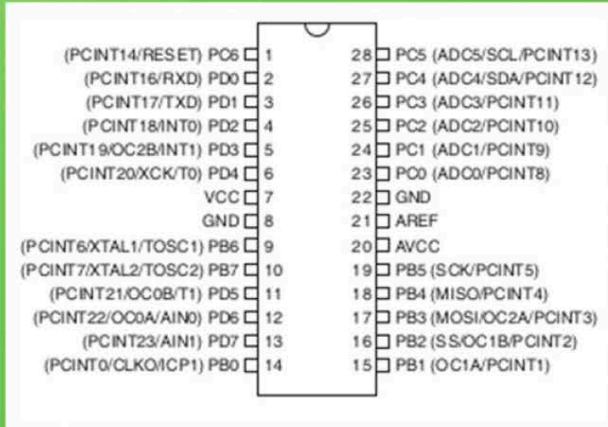 (PCINT14/RESET) PC6 1 28 PC5 (ADC5/SCL/PCINT13)
(PCINT16/RXD) PD0 2 27 PC4 (ADC4/SDA/PCINT12)
(PCINT17/TXD) PD1 3 26 PC3 (ADC3/PCINT11)
(PCINT18/INT0) PD2 4 25 PC2 (ADC2/PCINT10)
(PCINT19/OC2B/INT1) PD3 5 24 PC1 (ADC1/PCINT9)
(PCINT20/XCK/T0) PD4 6 23 PC0 (ADC0/PCINT8)
VCC 7 22 GND
GND 8 21 AREF
(PCINT6/XTAL1/TOSC1) PB6 9 20 AVCC
(PCINT7/XTAL2/TOSC2) PB7 10 19 PB5 (SCK/PCINT5)
(PCINT21/OC0B/T1) PD5 11 18 PB4 (MISO/PCINT4)
(PCINT22/OC0A/AIN0) PD6 12 17 PB3 (MOSI/OC2A/PCINT3)
(PCINT23/AIN1) PD7 13 16 PB2 (SS/OC1B/PCINT2)
(PCINT0/CLKO/ICP1) PB0 14 15 PB1 (OC1A/PCINT1)